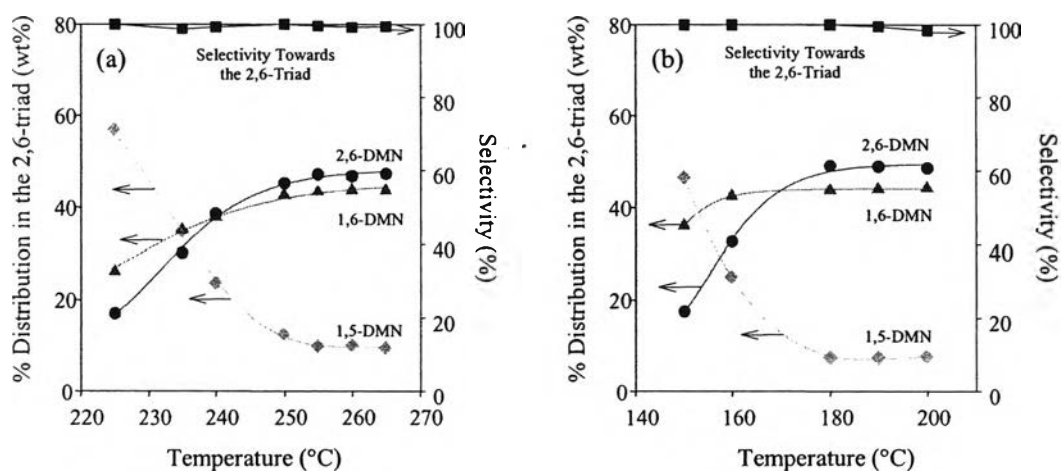 (a)
Selectivity Towards
the 2,6-Triad
% Distribution in the 2,6-triad (wt%)
80
60
40
20
0
100
80
60
40
20
0
Selectivity (%)
2,6-DMN
1,6-DMN
1,5-DMN
220 230 240 250 260 270
Temperature (°C)
(b)
Selectivity Towards
the 2,6-Triad
% Distribution in the 2,6-triad (wt%)
80
60
40
20
0
100
80
60
40
20
0
Selectivity (%)
2,6-DMN
1,6-DMN
1,5-DMN
140 160 180 200
Temperature (°C)